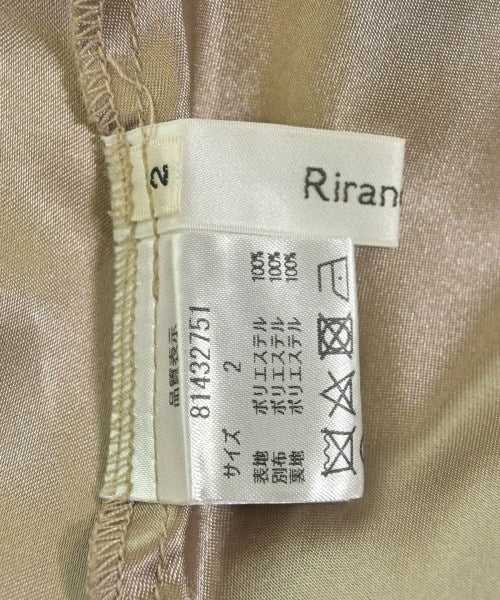 2
Riran
品質表示
81432751
サイズ 2
表地 ポリエステル 100%
別布 ポリエステル 100%
裏地 ポリエステル 100%